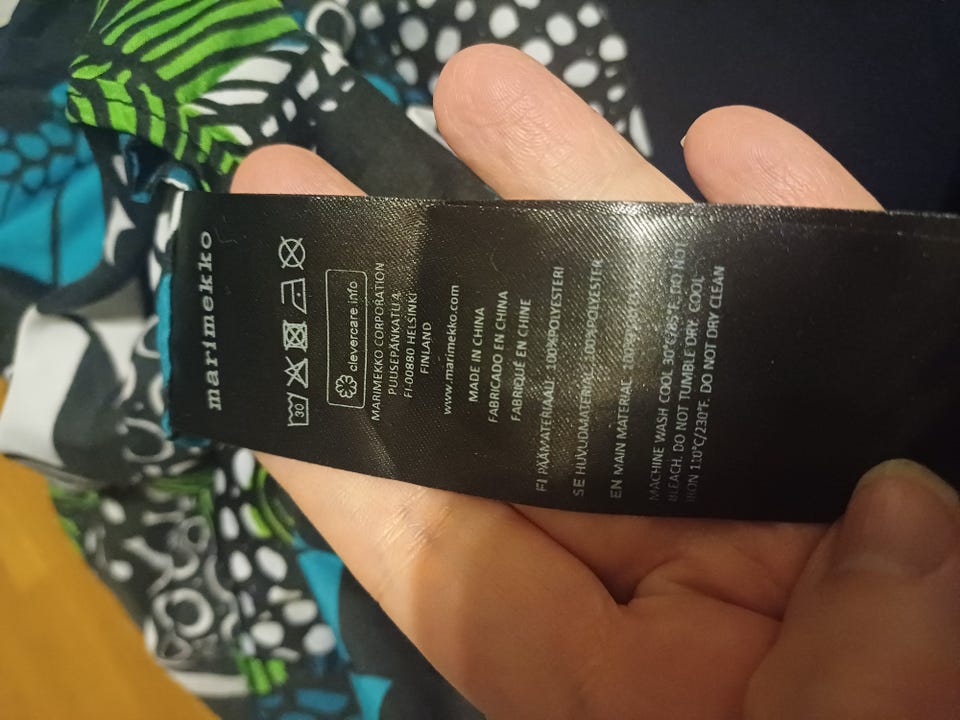 marimekko
30
clevercare.info
MARIMEKKO CORPORATION
PUUSEPÄNKATU 4
FI-00880 HELSINKI
FINLAND
www.marimekko.com
MADE IN CHINA
FABRICADO EN CHINA
FABRIQUÉ EN CHINE
FI PÄÄMATERIAALI: 100%POLYESTERI
SE HUVUDMATERIAL: 100%POLYESTER
EN MAIN MATERIAL: 100%POLYESTER
MACHINE WASH COOL 30°C/85°F. DO NOT
BLEACH. DO NOT TUMBLE DRY. COOL
IRON 110°C/230°F. DO NOT DRY CLEAN